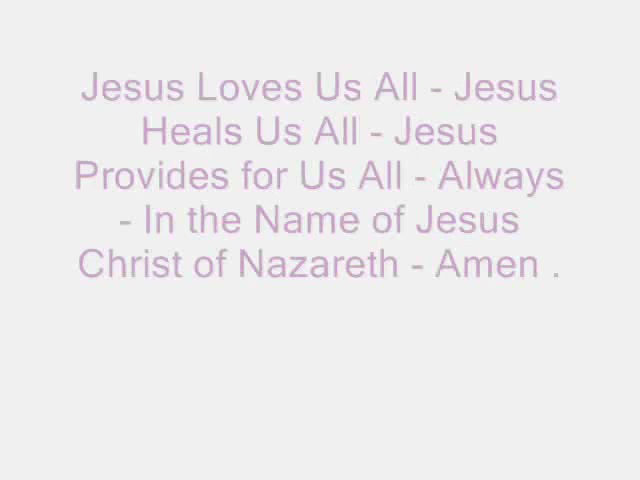 Jesus Loves Us All - Jesus
Heals Us All - Jesus
Provides for Us All - Always
- In the Name of Jesus
Christ of Nazareth - Amen .